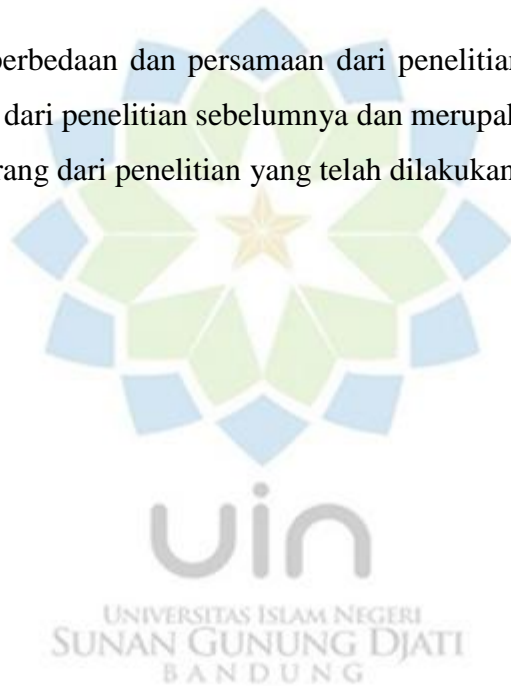 perbedaan dan persamaan dari penelitian
dari penelitian sebelumnya dan merupak
rang dari penelitian yang telah dilakukan
uin
UNIVERSITAS ISLAM NEGERI
SUNAN GUNUNG DJATI
BANDUNG